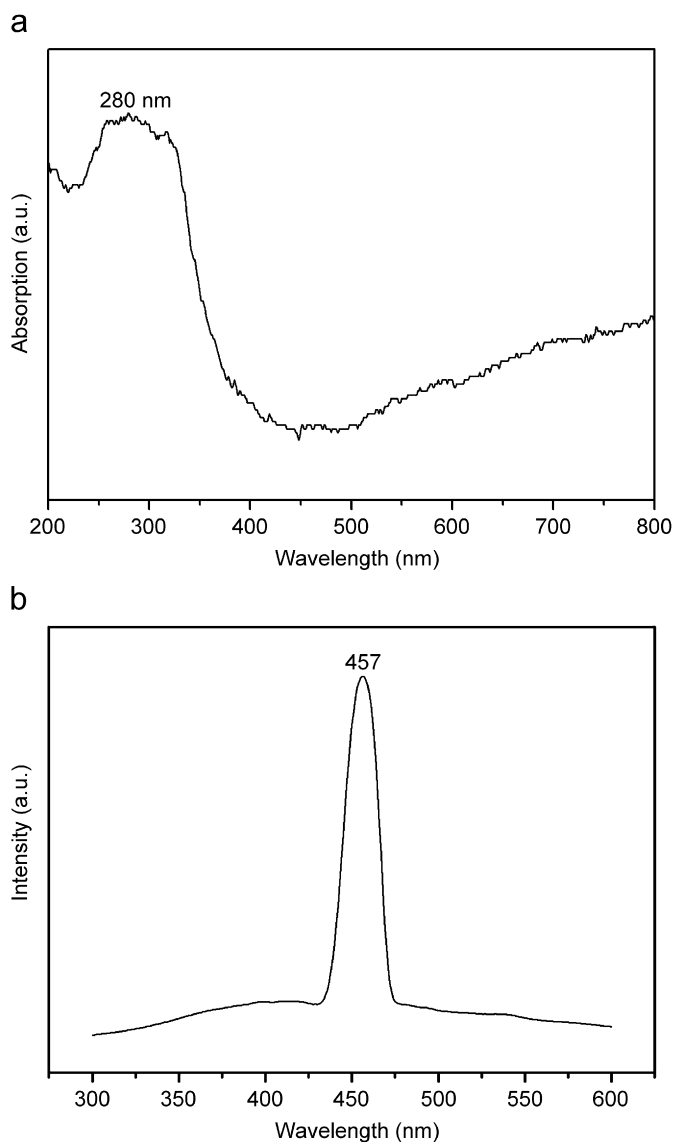 a
280 nm
Absorption (a.u.)
200 300 400 500 600 700 800
Wavelength (nm)
b
457
Intensity (a.u.)
300 350 400 450 500 550 600
Wavelength (nm)